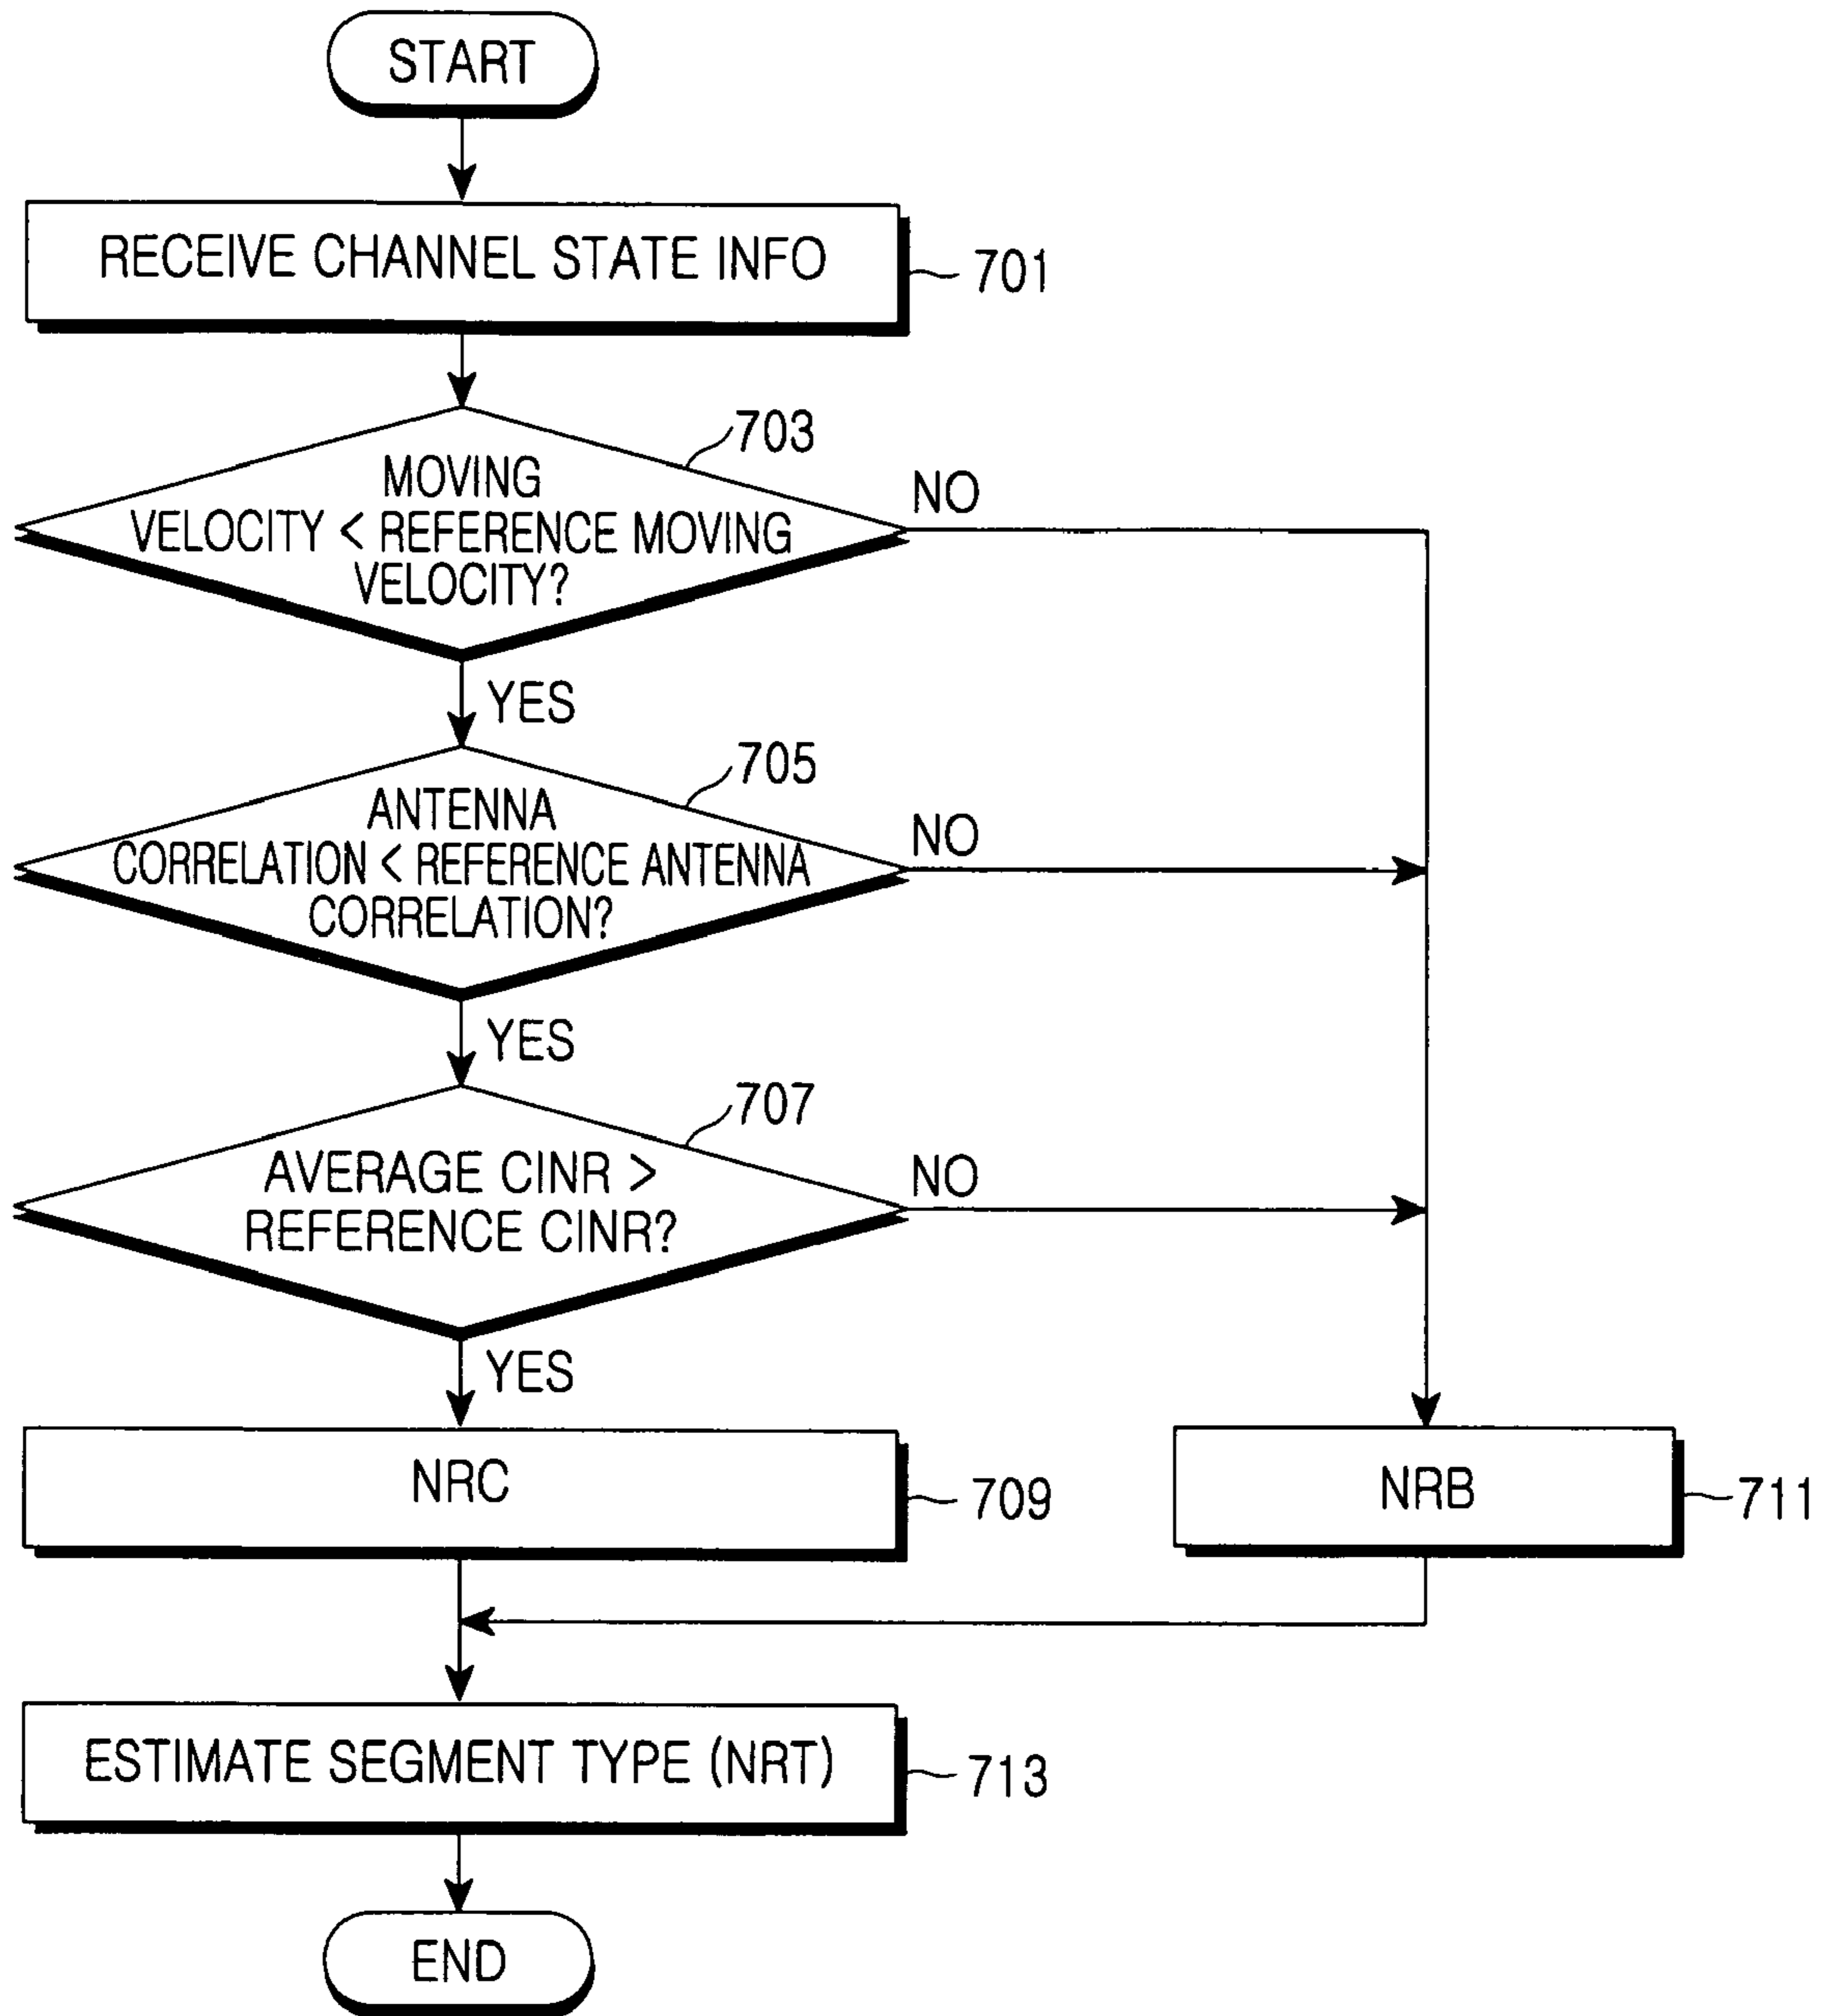 START
RECEIVE CHANNEL STATE INFO
701
703
MOVING
VELOCITY < REFERENCE MOVING
VELOCITY?
NO
YES
705
ANTENNA
CORRELATION < REFERENCE ANTENNA
CORRELATION?
NO
YES
707
AVERAGE CINR >
REFERENCE CINR?
NO
YES
NRC
709
NRB
711
ESTIMATE SEGMENT TYPE (NRT)
713
END